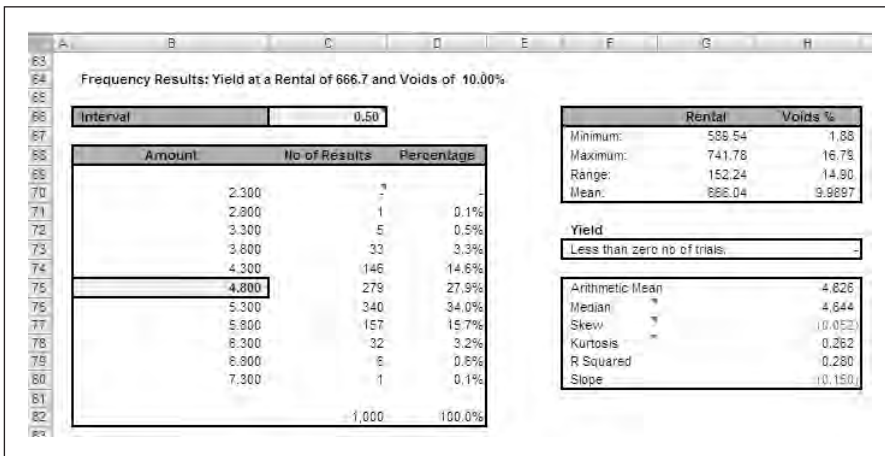 A B C D E F G H
63
64 Frequency Results: Yield at a Rental of 666.7 and Voids of 10.00%
65
66 Interval 0.50 Rental Voids %
67 Minimum: 589.54 1.88
68 Amount No of Results Percentage Maximum: 741.78 16.79
69 Range: 152.24 14.90
70 2.300 - - Mean: 666.04 9.9897
71 2.800 1 0.1%
72 3.300 5 0.5% Yield
73 3.800 33 3.3% Less than zero no of trials: -
74 4.300 146 14.6%
75 4.800 279 27.9% Arithmetic Mean 4.826
76 5.300 340 34.0% Median 4.844
77 5.800 157 15.7% Skew (0.052)
78 6.300 32 3.2% Kurtosis 0.262
79 6.800 6 0.6% R Squared 0.280
80 7.300 1 0.1% Slope (0.150)
81
82 1,000 100.0%
83